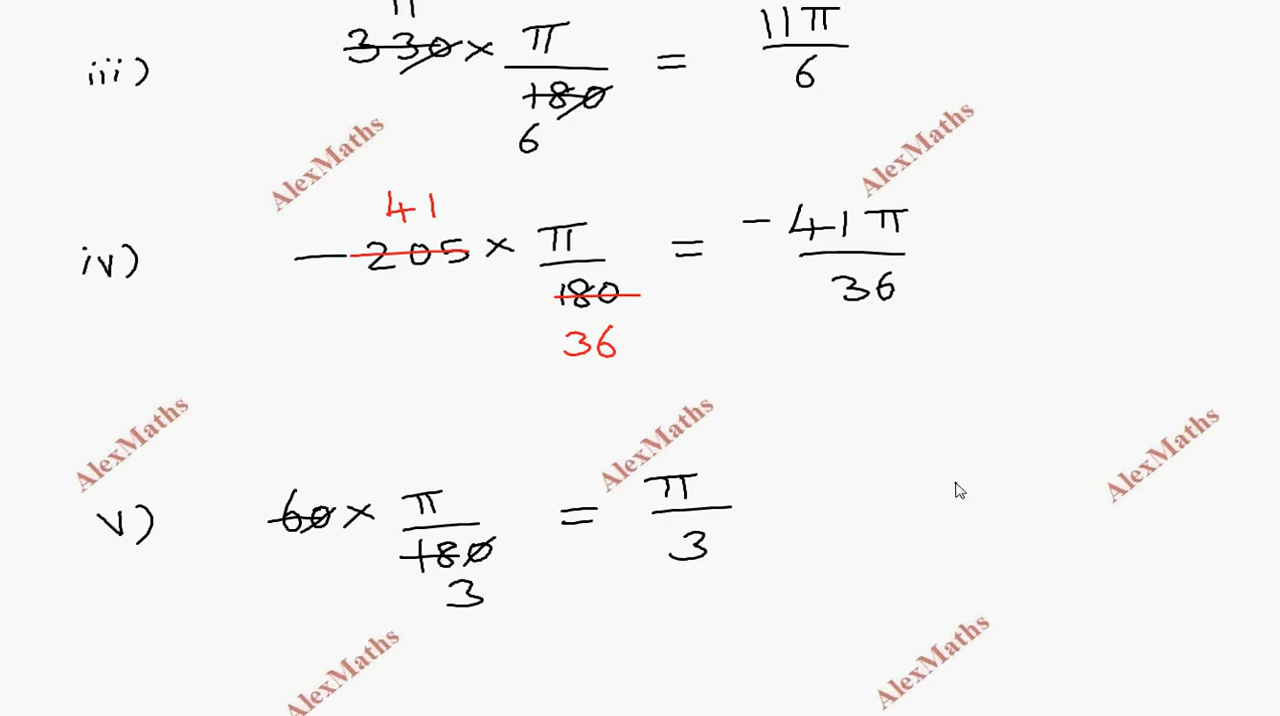 11
iii) 330 × π/180 = 11π/6
6
AlexMaths AlexMaths
41
iv) -205 × π/180 = -41π/36
36
AlexMaths AlexMaths AlexMaths
v) 60 × π/180 = π/3
3
AlexMaths AlexMaths